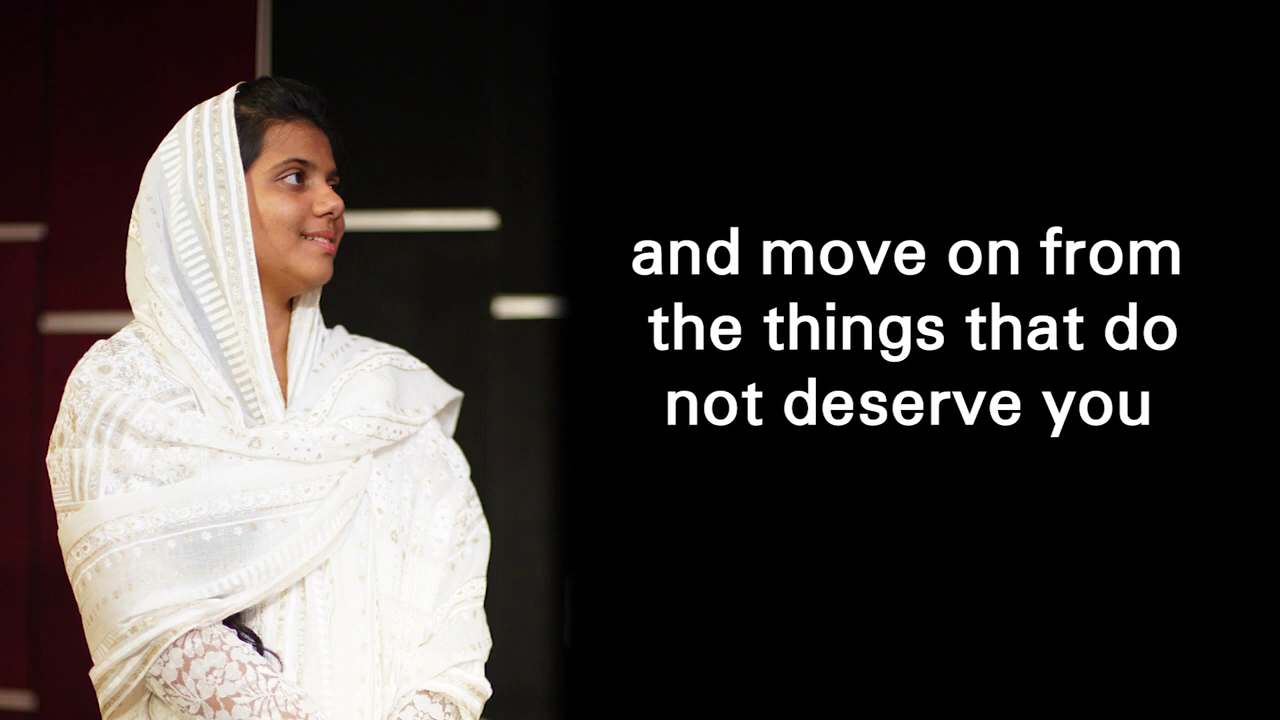 and move on from
the things that do
not deserve you